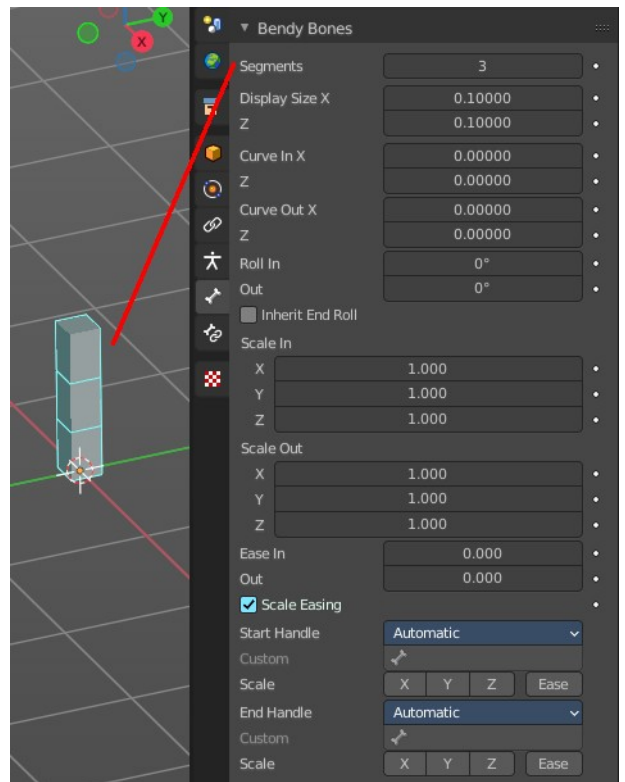 Y
X
Bendy Bones
Segments 3
Display Size X 0.10000
Z 0.10000
Curve In X 0.00000
Z 0.00000
Curve Out X 0.00000
Z 0.00000
Roll In 0°
Out 0°
Inherit End Roll
Scale In
X 1.000
Y 1.000
Z 1.000
Scale Out
X 1.000
Y 1.000
Z 1.000
Ease In 0.000
Out 0.000
Scale Easing
Start Handle Automatic
Custom
Scale X Y Z Ease
End Handle Automatic
Custom
Scale X Y Z Ease